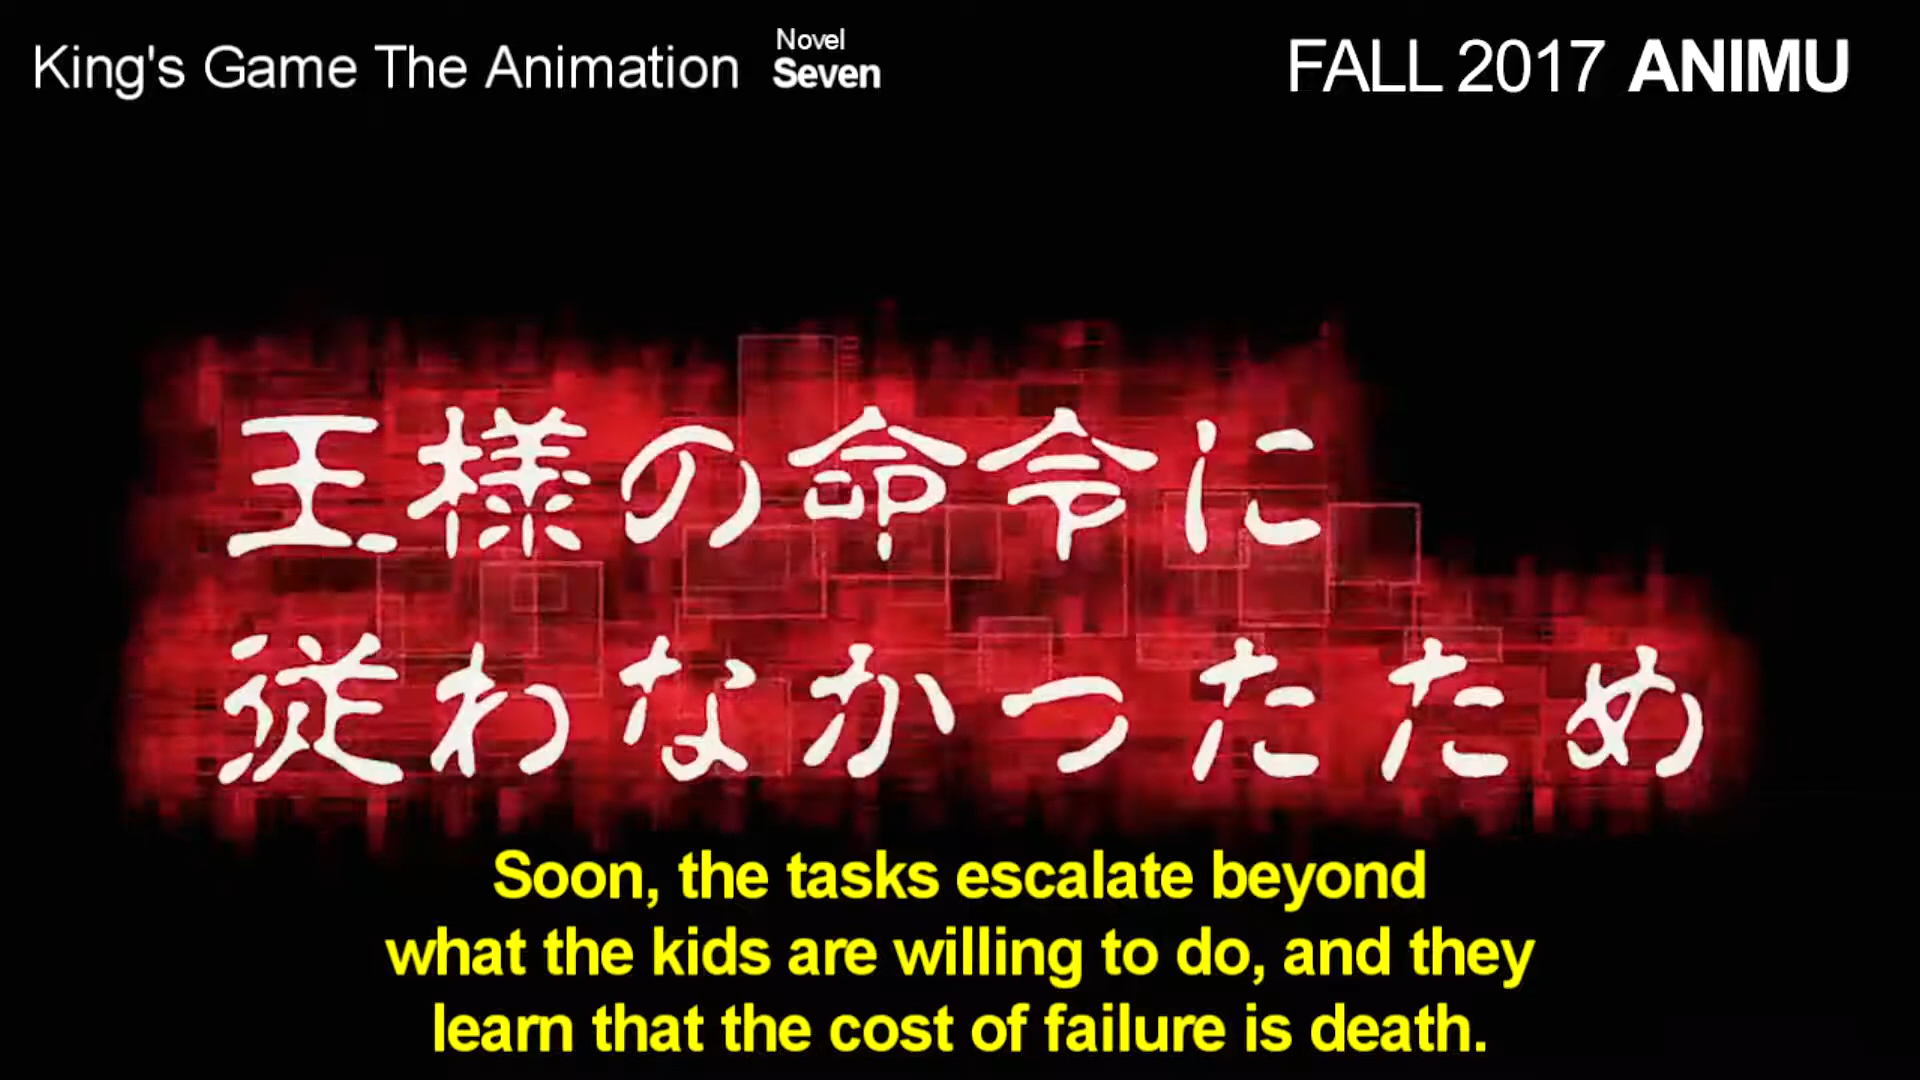 King's Game The Animation
Novel
Seven
FALL 2017 ANIMU
王様の命令に
従わなかったため
Soon, the tasks escalate beyond
what the kids are willing to do, and they
learn that the cost of failure is death.